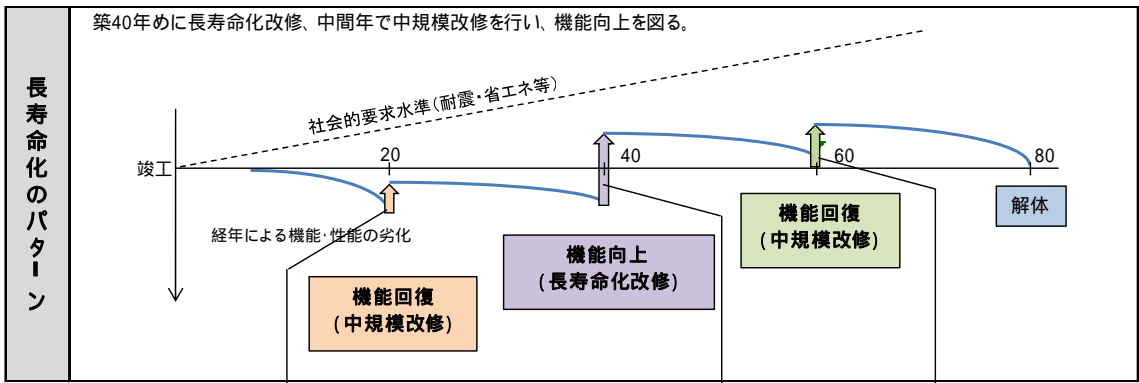 長寿命化のパターン
築40年めに長寿命化改修、中間年で中規模改修を行い、機能向上を図る。
社会的要求水準（耐震・省エネ等）
竣工
20
40
60
80
経年による機能・性能の劣化
機能回復
(中規模改修)
機能向上
(長寿命化改修)
機能回復
(中規模改修)
解体